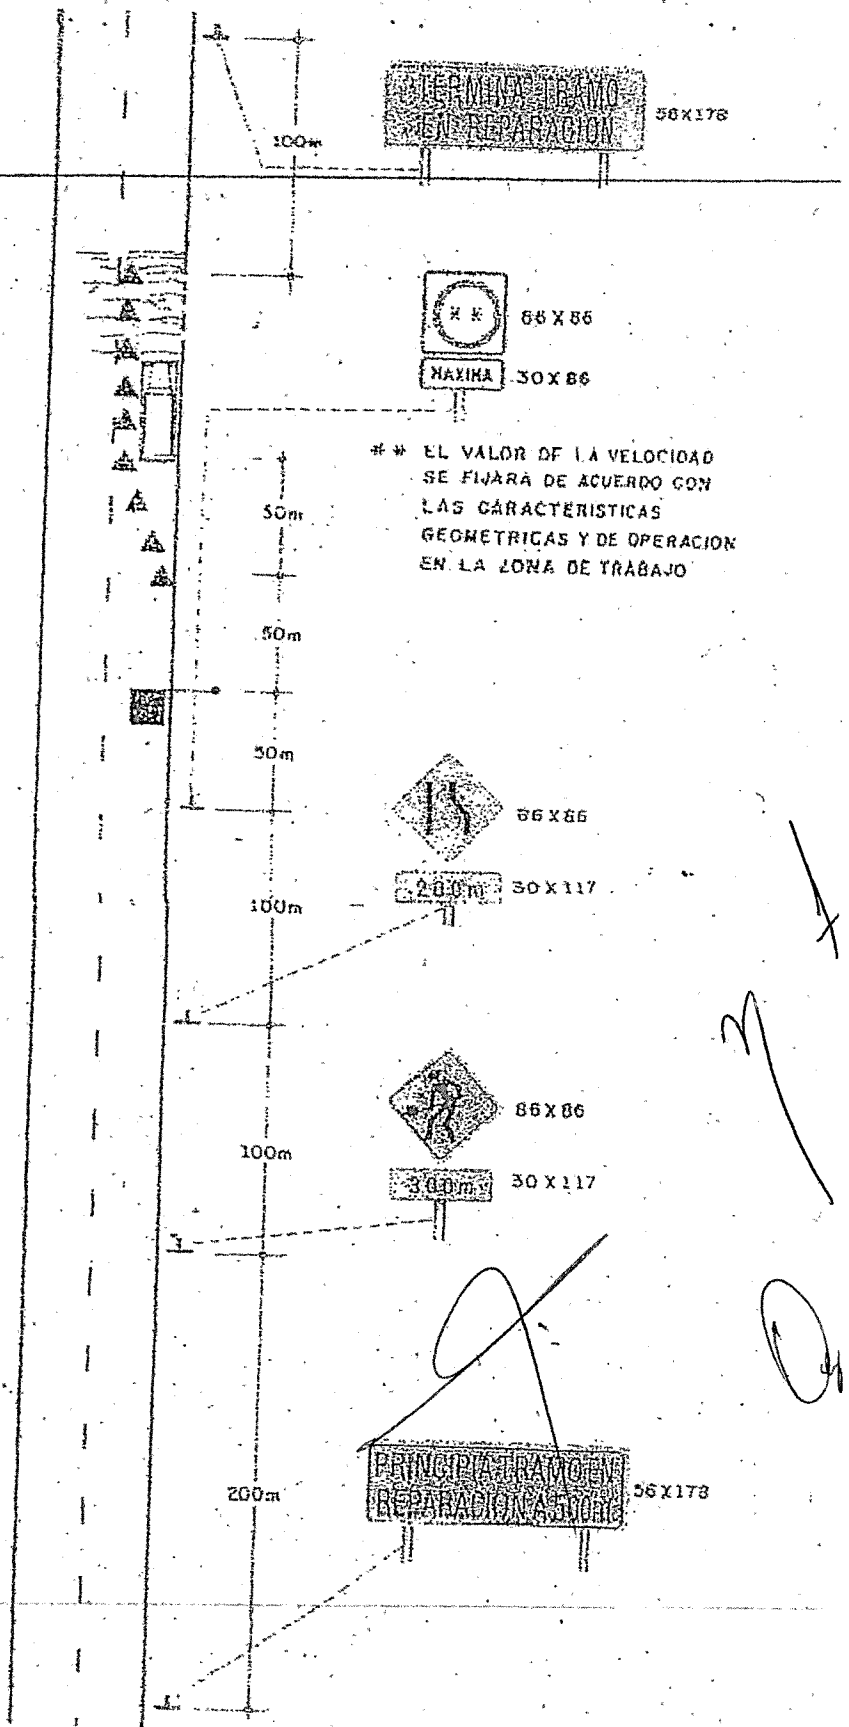 TERMINA TRAMO
EN REPARACION
56X178
100m
* *
86X86
MAXIMA
30X86
** EL VALOR DE LA VELOCIDAD
SE FIJARA DE ACUERDO CON
LAS CARACTERISTICAS
GEOMETRICAS Y DE OPERACION
EN LA ZONA DE TRABAJO
50m
50m
50m
86X86
200m
30X117
100m
86X86
100m
300m
30X117
PRINCIPIA TRAMO EN
REPARACION A 500m
56X178
200m